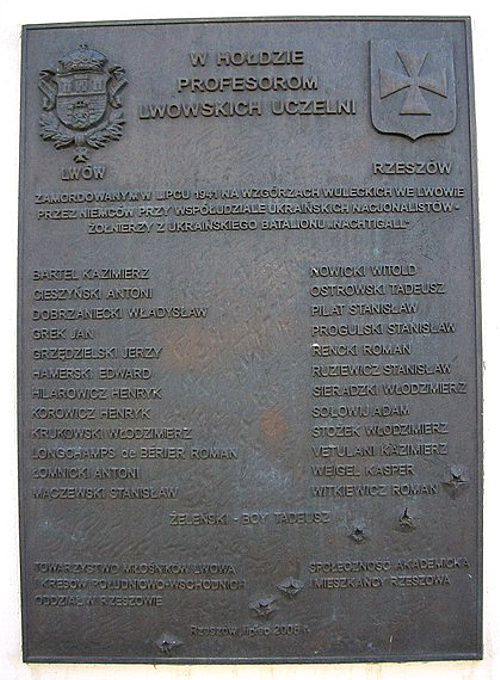 W HOŁDZIE
PROFESOROM
LWOWSKICH UCZELNI
LWÓW
RZESZÓW
ZAMORDOWANYM W LIPCU 1941 NA WZGÓRZACH WULECKICH WE LWOWIE
PRZEZ NIEMCÓW PRZY WSPÓŁUDZIALE UKRAIŃSKICH NACJONALISTÓW-
ŻOŁNIERZY Z UKRAIŃSKIEGO BATALIONU „NACHTIGALL”
BARTEL KAZIMIERZ
CIESZYŃSKI ANTONI
DOBRZANIECKI WŁADYSŁAW
GREK JAN
GRZĘDZIELSKI JERZY
HAMERSKI EDWARD
HILAROWICZ HENRYK
KOROWICZ HENRYK
KRUKOWSKI WŁODZIMIERZ
LONGCHAMPS de BERIER ROMAN
ŁOMNICKI ANTONI
MĄCZEWSKI STANISŁAW
NOWICKI WITOLD
OSTROWSKI TADEUSZ
PILAT STANISŁAW
PROGULSKI STANISŁAW
RENCKI ROMAN
RUZIEWICZ STANISŁAW
SIERADZKI WŁODZIMIERZ
SOŁOWIJ ADAM
STOŻEK WŁODZIMIERZ
VETULANI KAZIMIERZ
WEIGEL KASPER
WITKIEWICZ ROMAN
ŻELEŃSKI - BOY TADEUSZ
TOWARZYSTWO MIŁOŚNIKÓW LWOWA
I KRESÓW POŁUDNIOWO-WSCHODNICH
ODDZIAŁ W RZESZOWIE
SPOŁECZNOŚĆ AKADEMICKA
I MIESZKAŃCY RZESZOWA
Rzeszów, lipiec 2006 r.